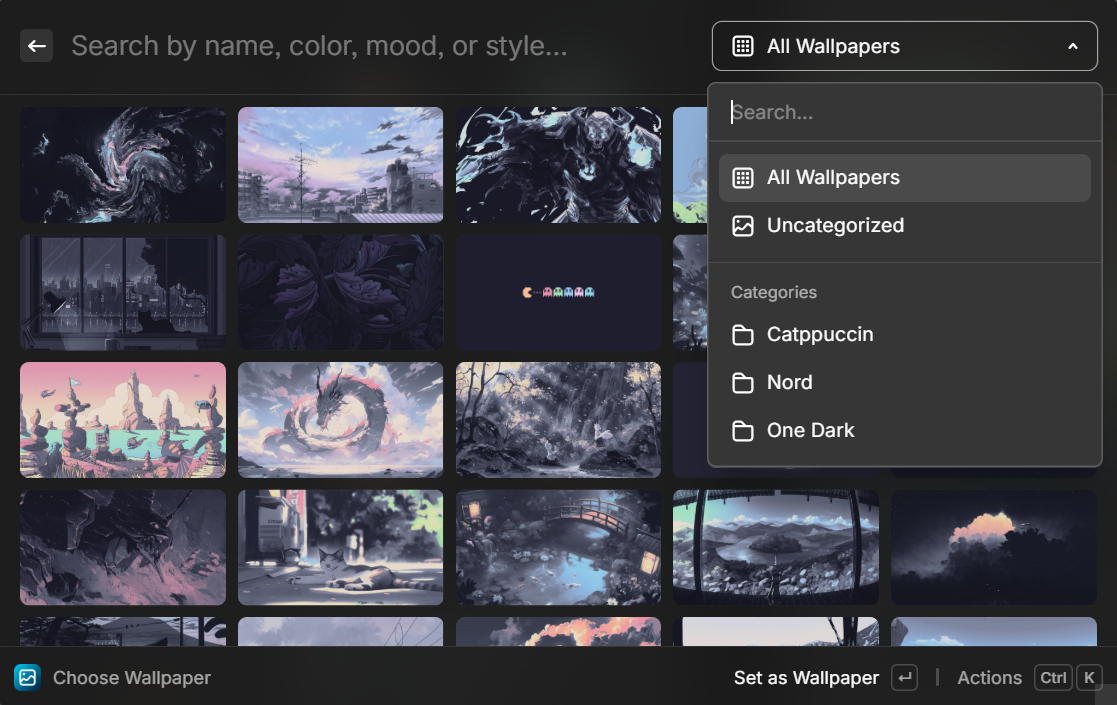 Search by name, color, mood, or style...
All Wallpapers
Search...
All Wallpapers
Uncategorized
Categories
Catppuccin
Nord
One Dark
Choose Wallpaper
Set as Wallpaper
Actions
Ctrl
K